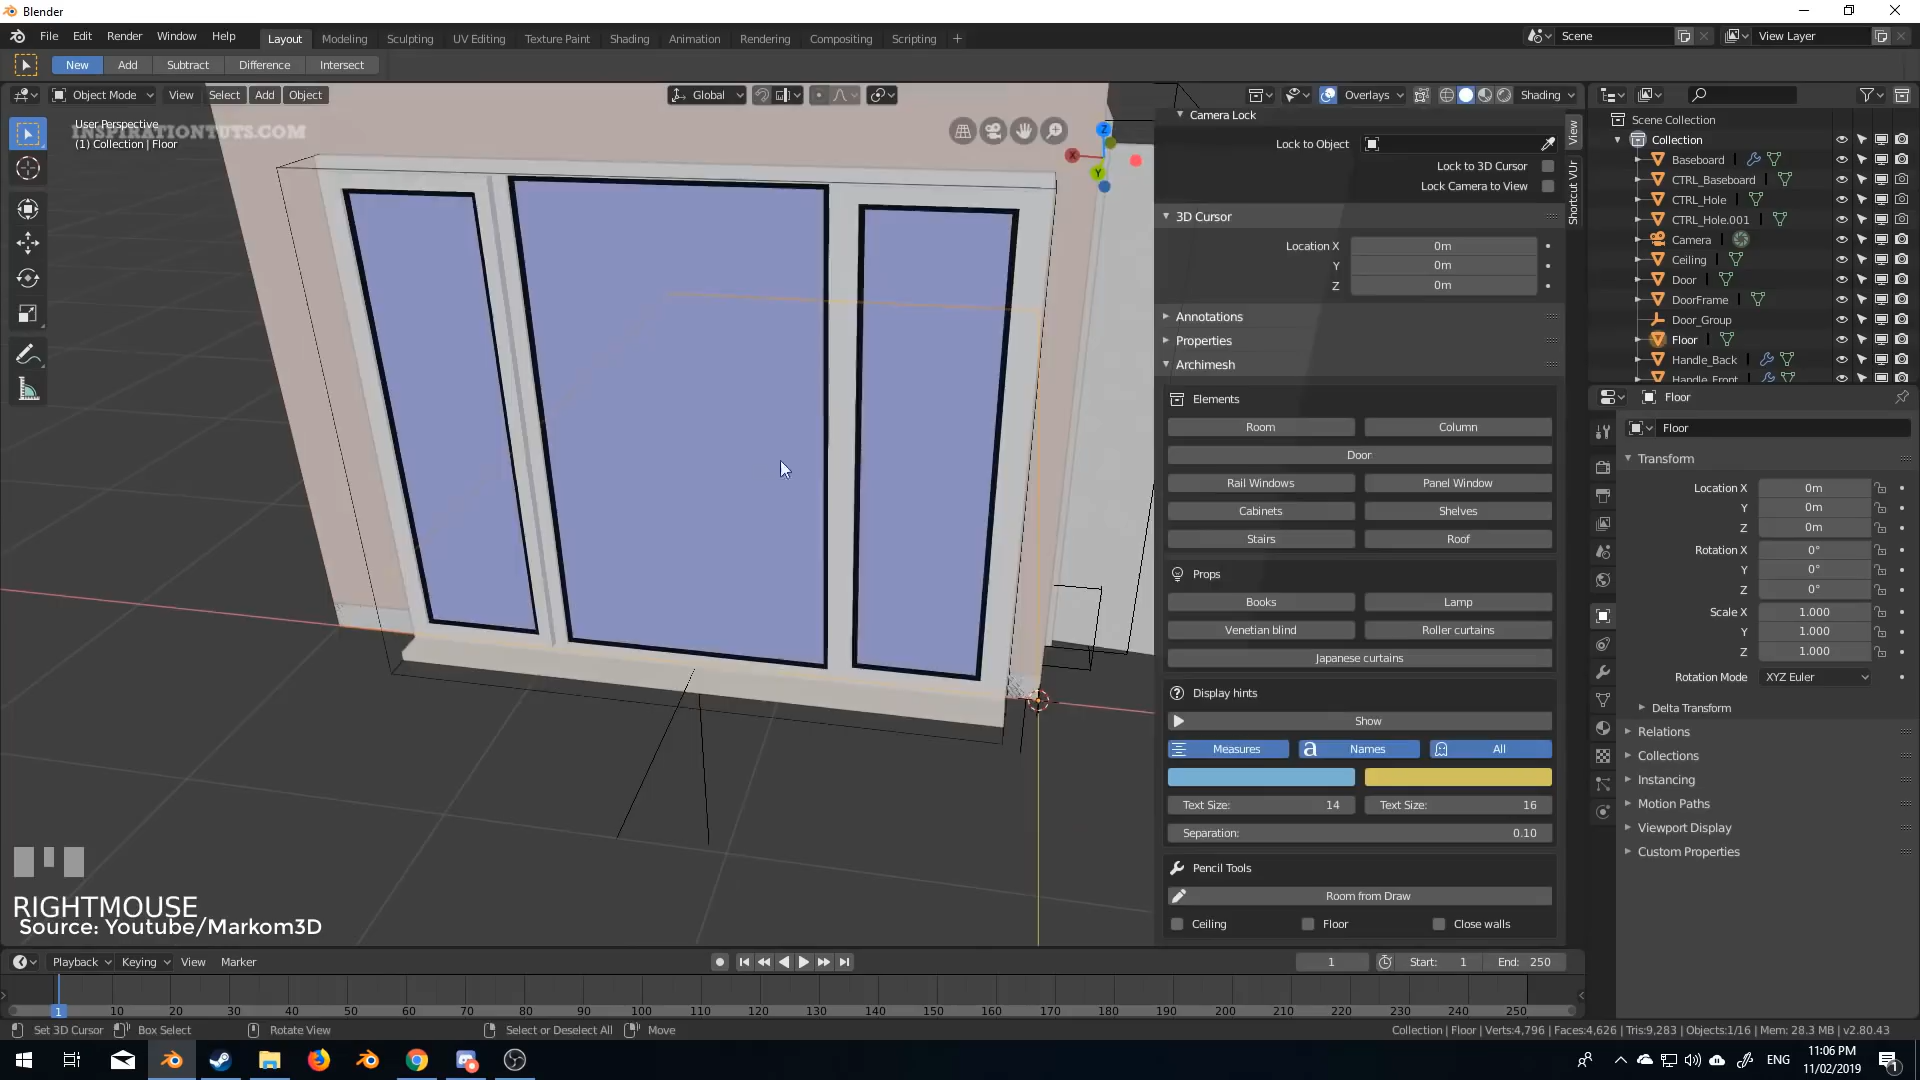 Blender
File Edit Render Window Help
Layout Modeling Sculpting UV Editing Texture Paint Shading Animation Rendering Compositing Scripting +
Scene
View Layer
New Add Subtract Difference Intersect
Object Mode View Select Add Object
Global
Overlays Shading
User Perspective
INSPIRATIONTUTS.COM
(1) Collection | Floor
Z
X
Y
Camera Lock
Lock to Object
Lock to 3D Cursor
Lock Camera to View
3D Cursor
Location X 0m
Y 0m
Z 0m
Annotations
Properties
Archimesh
Elements
Room Column
Door
Rail Windows Panel Window
Cabinets Shelves
Stairs Roof
Props
Books Lamp
Venetian blind Roller curtains
Japanese curtains
Display hints
Show
Measures Names All
Text Size: 14 Text Size: 16
Separation: 0.10
Pencil Tools
Room from Draw
Ceiling Floor Close walls
View
Shortcut VUr
Scene Collection
Collection
Baseboard
CTRL_Baseboard
CTRL_Hole
CTRL_Hole.001
Camera
Ceiling
Door
DoorFrame
Door_Group
Floor
Handle_Back
Handle_Front
Floor
Floor
Transform
Location X 0m
Y 0m
Z 0m
Rotation X 0°
Y 0°
Z 0°
Scale X 1.000
Y 1.000
Z 1.000
Rotation Mode XYZ Euler
Delta Transform
Relations
Collections
Instancing
Motion Paths
Viewport Display
Custom Properties
RIGHTMOUSE
Source: Youtube/Markom3D
Playback Keying View Marker
1 Start: 1 End: 250
1 10 20 30 40 50 60 70 80 90 100 110 120 130 140 150 160 170 180 190 200 210 220 230 240 250
Set 3D Cursor Box Select Rotate View Select or Deselect All Move
Collection | Floor | Verts:4,796 | Faces:4,626 | Tris:9,283 | Objects:1/16 | Mem: 28.3 MB | v2.80.43
ENG
11:06 PM
11/02/2019
1